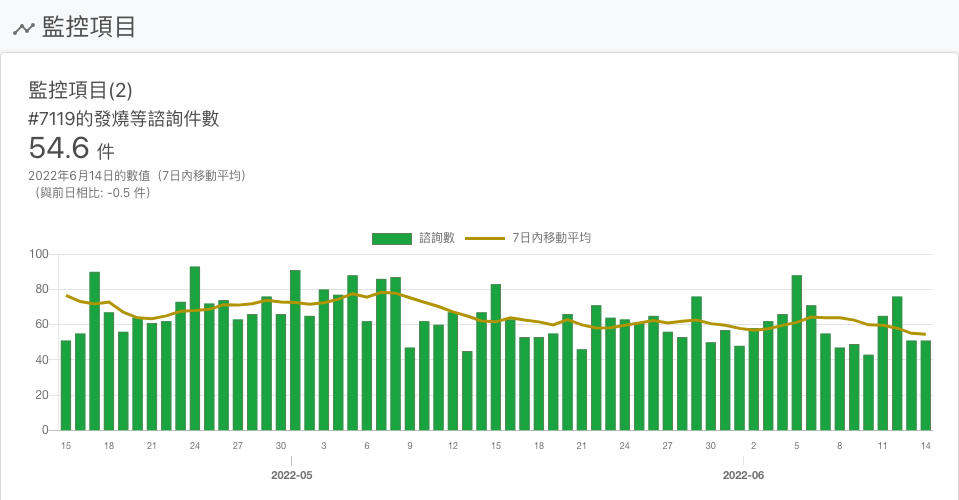 監控項目
監控項目(2)
#7119的發燒等諮詢件數
54.6 件
2022年6月14日的數值（7日內移動平均）
（與前日相比: -0.5 件）
諮詢數 7日內移動平均
100
80
60
40
20
0
15 18 21 24 27 30 3 6 9 12 15 18 21 24 27 30 2 5 8 11 14
2022-05 2022-06